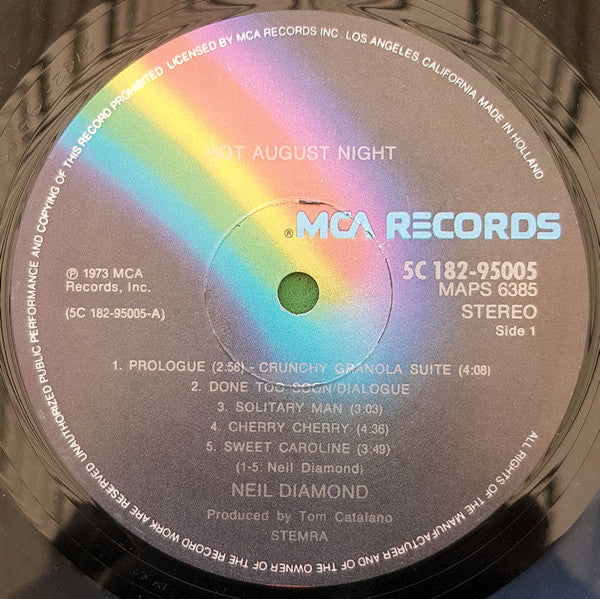 UNAUTHORIZED PUBLIC PERFORMANCE AND COPYING OF THIS RECORD PROHIBITED. LICENSED BY MCA RECORDS INC., LOS ANGELES, CALIFORNIA, MADE IN HOLLAND
HOT AUGUST NIGHT
® MCA RECORDS
℗ 1973 MCA
Records, Inc.
(5C 182-95005-A)
5C 182-95005
MAPS 6385
STEREO
Side 1
1. PROLOGUE (2:58) - CRUNCHY GRANOLA SUITE (4:08)
2. DONE TOO SOON/DIALOGUE
3. SOLITARY MAN (3:03)
4. CHERRY CHERRY (4:36)
5. SWEET CAROLINE (3:49)
(1-5: Neil Diamond)
NEIL DIAMOND
Produced by Tom Catalano
STEMRA
ALL RIGHTS OF THE MANUFACTURER AND OF THE OWNER OF THE RECORD WORK ARE RESERVED